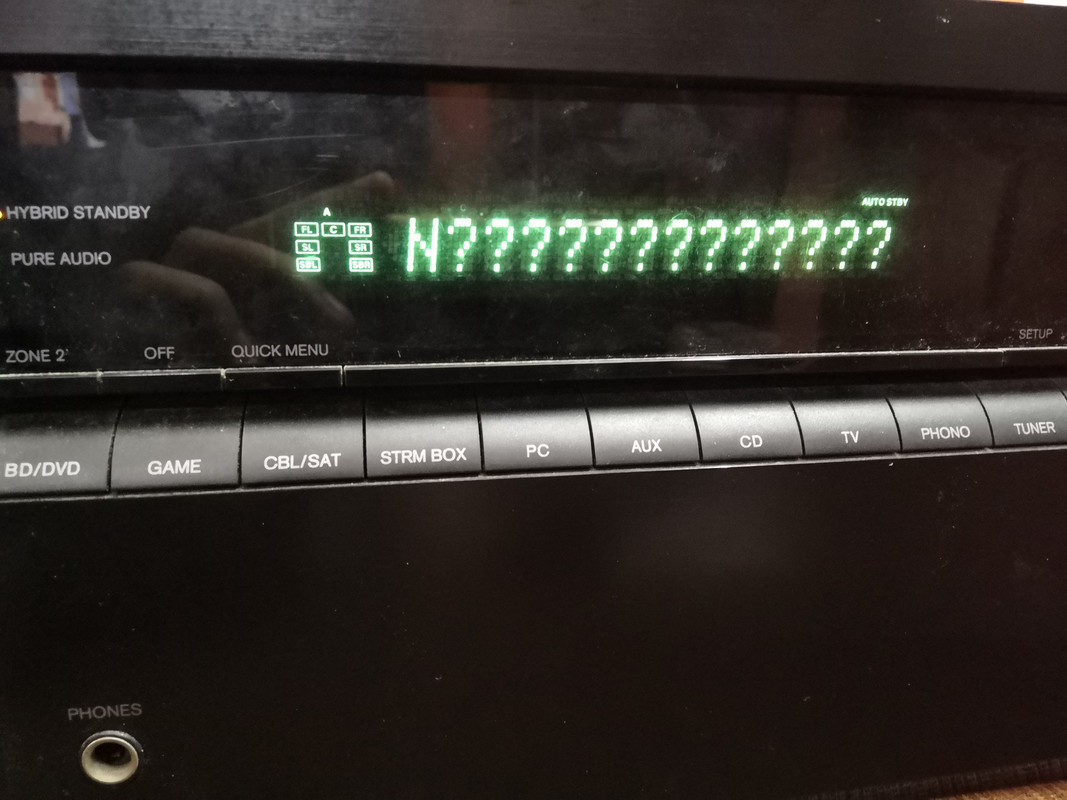 AUTO STBY
HYBRID STANDBY
A
FL C FR
SL SR
SBL SBR
N?????????????
PURE AUDIO
SETUP
ZONE 2 OFF QUICK MENU
BD/DVD GAME CBL/SAT STRM BOX PC AUX CD TV PHONO TUNER
PHONES